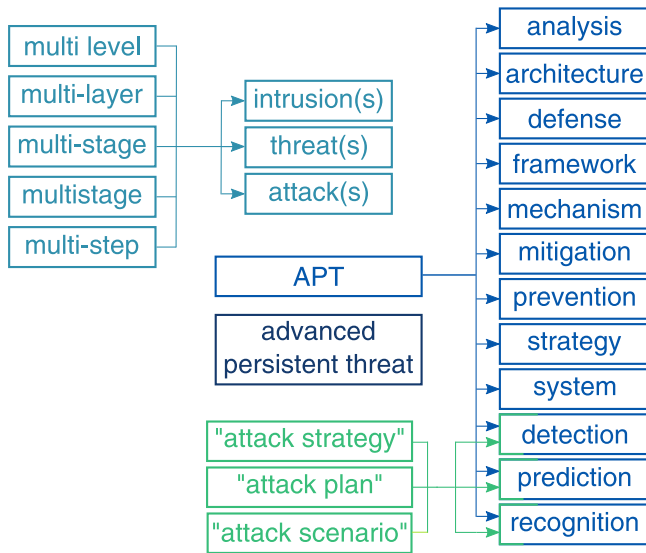 multi level
multi-layer
multi-stage
multistage
multi-step
intrusion(s)
threat(s)
attack(s)
APT
advanced
persistent threat
"attack strategy"
"attack plan"
"attack scenario"
analysis
architecture
defense
framework
mechanism
mitigation
prevention
strategy
system
detection
prediction
recognition